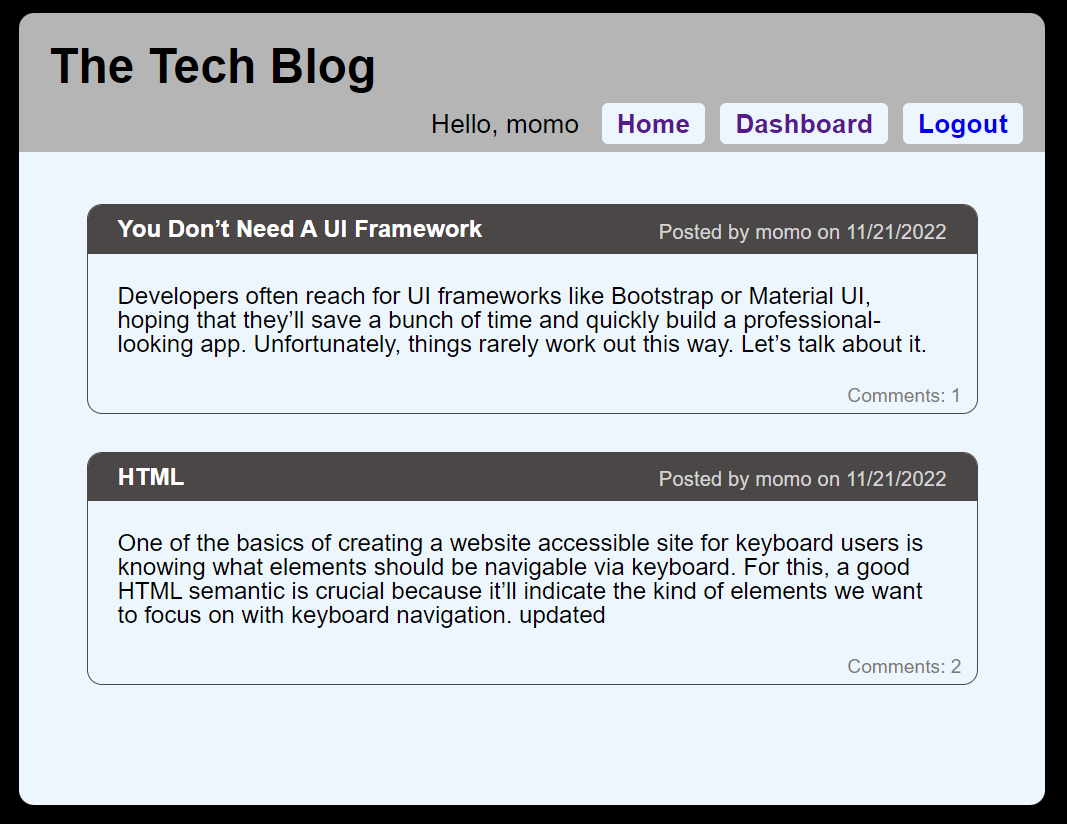 The Tech Blog
Hello, momo Home Dashboard Logout
You Don’t Need A UI Framework Posted by momo on 11/21/2022
Developers often reach for UI frameworks like Bootstrap or Material UI,
hoping that they’ll save a bunch of time and quickly build a professional-
looking app. Unfortunately, things rarely work out this way. Let’s talk about it.
Comments: 1
HTML Posted by momo on 11/21/2022
One of the basics of creating a website accessible site for keyboard users is
knowing what elements should be navigable via keyboard. For this, a good
HTML semantic is crucial because it’ll indicate the kind of elements we want
to focus on with keyboard navigation. updated
Comments: 2